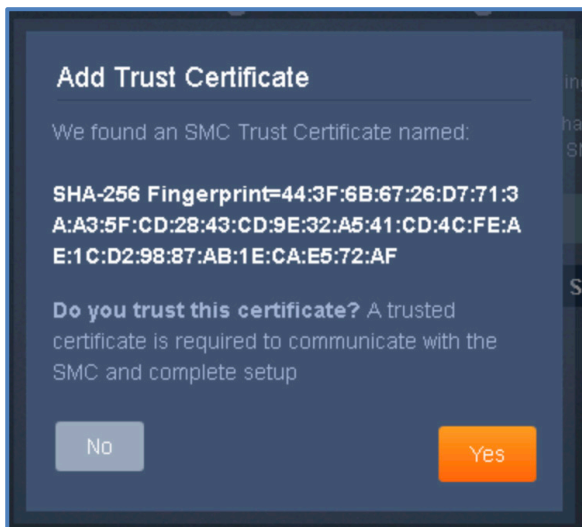 Add Trust Certificate
We found an SMC Trust Certificate named:
SHA-256 Fingerprint=44:3F:6B:67:26:D7:71:3
A:A3:5F:CD:28:43:CD:9E:32:A5:41:CD:4C:FE:A
E:1C:D2:98:87:AB:1E:CA:E5:72:AF
Do you trust this certificate? A trusted
certificate is required to communicate with the
SMC and complete setup
No
Yes